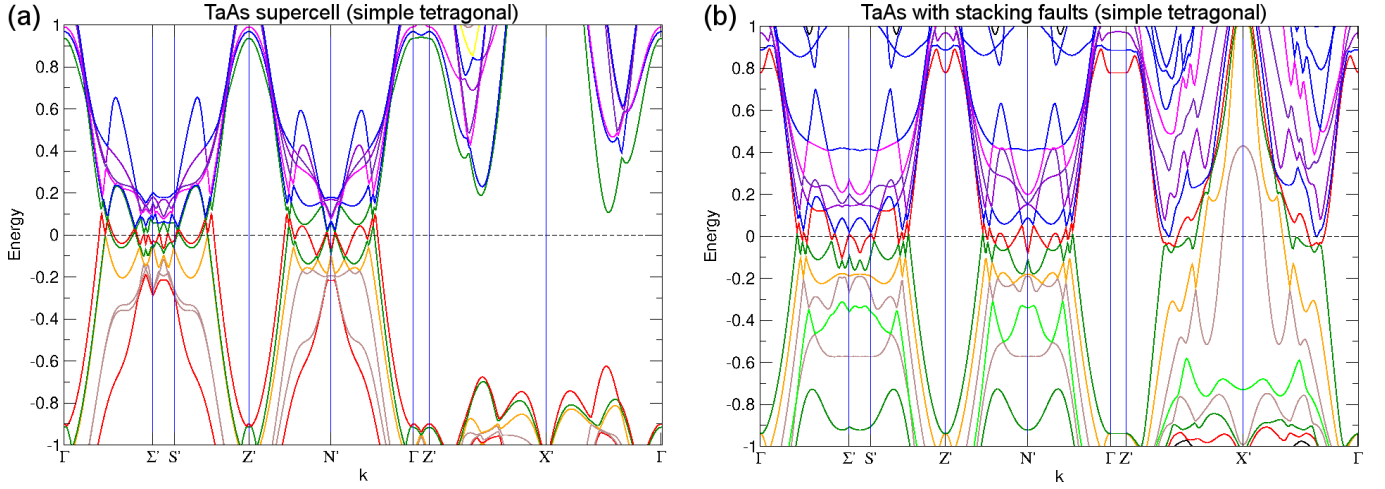 (a) TaAs supercell (simple tetragonal)
Energy
1
0.8
0.6
0.4
0.2
0
-0.2
-0.4
-0.6
-0.8
-1
Γ Σ' S' Z' N' Γ Z' X' Γ
k
(b) TaAs with stacking faults (simple tetragonal)
Energy
1
0.8
0.6
0.4
0.2
0
-0.2
-0.4
-0.6
-0.8
-1
Γ Σ' S' Z' N' Γ Z' X' Γ
k